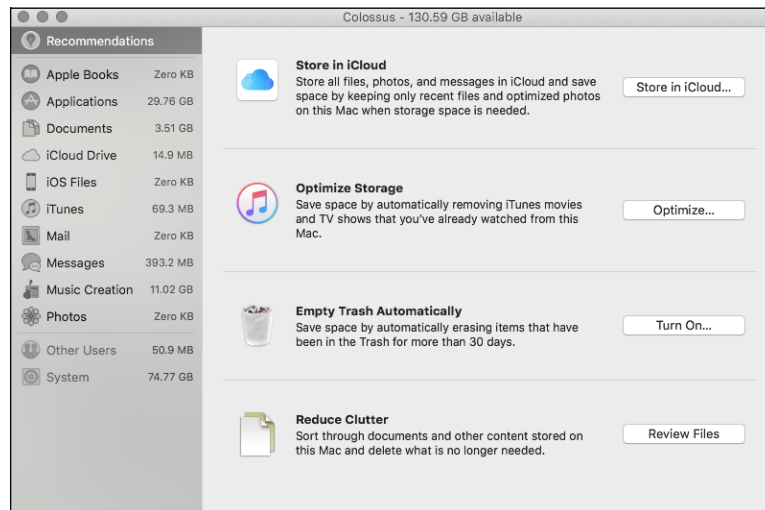 Colossus - 130.59 GB available
Recommendations
Apple Books Zero KB
Applications 29.76 GB
Documents 3.51 GB
iCloud Drive 14.9 MB
iOS Files Zero KB
iTunes 69.3 MB
Mail Zero KB
Messages 393.2 MB
Music Creation 11.02 GB
Photos Zero KB
Other Users 50.9 MB
System 74.77 GB
Store in iCloud
Store all files, photos, and messages in iCloud and save
space by keeping only recent files and optimized photos
on this Mac when storage space is needed.
Store in iCloud...
Optimize Storage
Save space by automatically removing iTunes movies
and TV shows that you've already watched from this
Mac.
Optimize...
Empty Trash Automatically
Save space by automatically erasing items that have
been in the Trash for more than 30 days.
Turn On...
Reduce Clutter
Sort through documents and other content stored on
this Mac and delete what is no longer needed.
Review Files